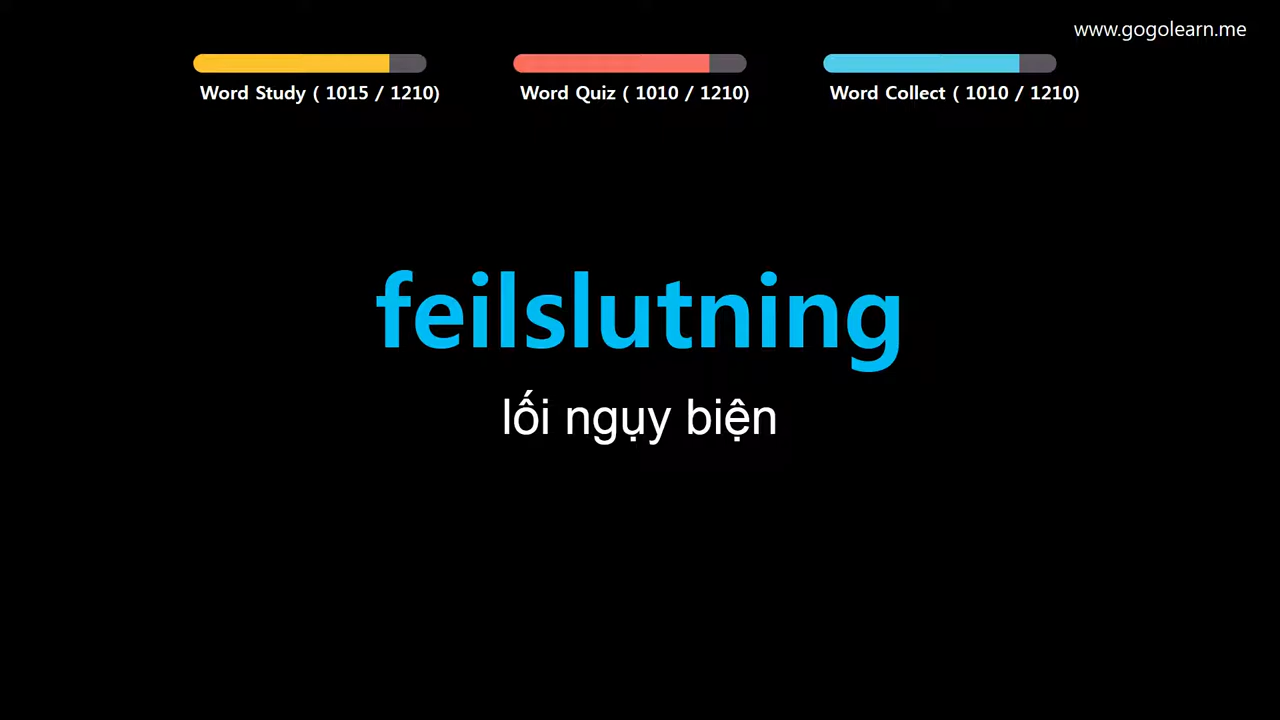 www.gogolearn.me
Word Study ( 1015 / 1210)
Word Quiz ( 1010 / 1210)
Word Collect ( 1010 / 1210)
feilslutning
lối ngụy biện